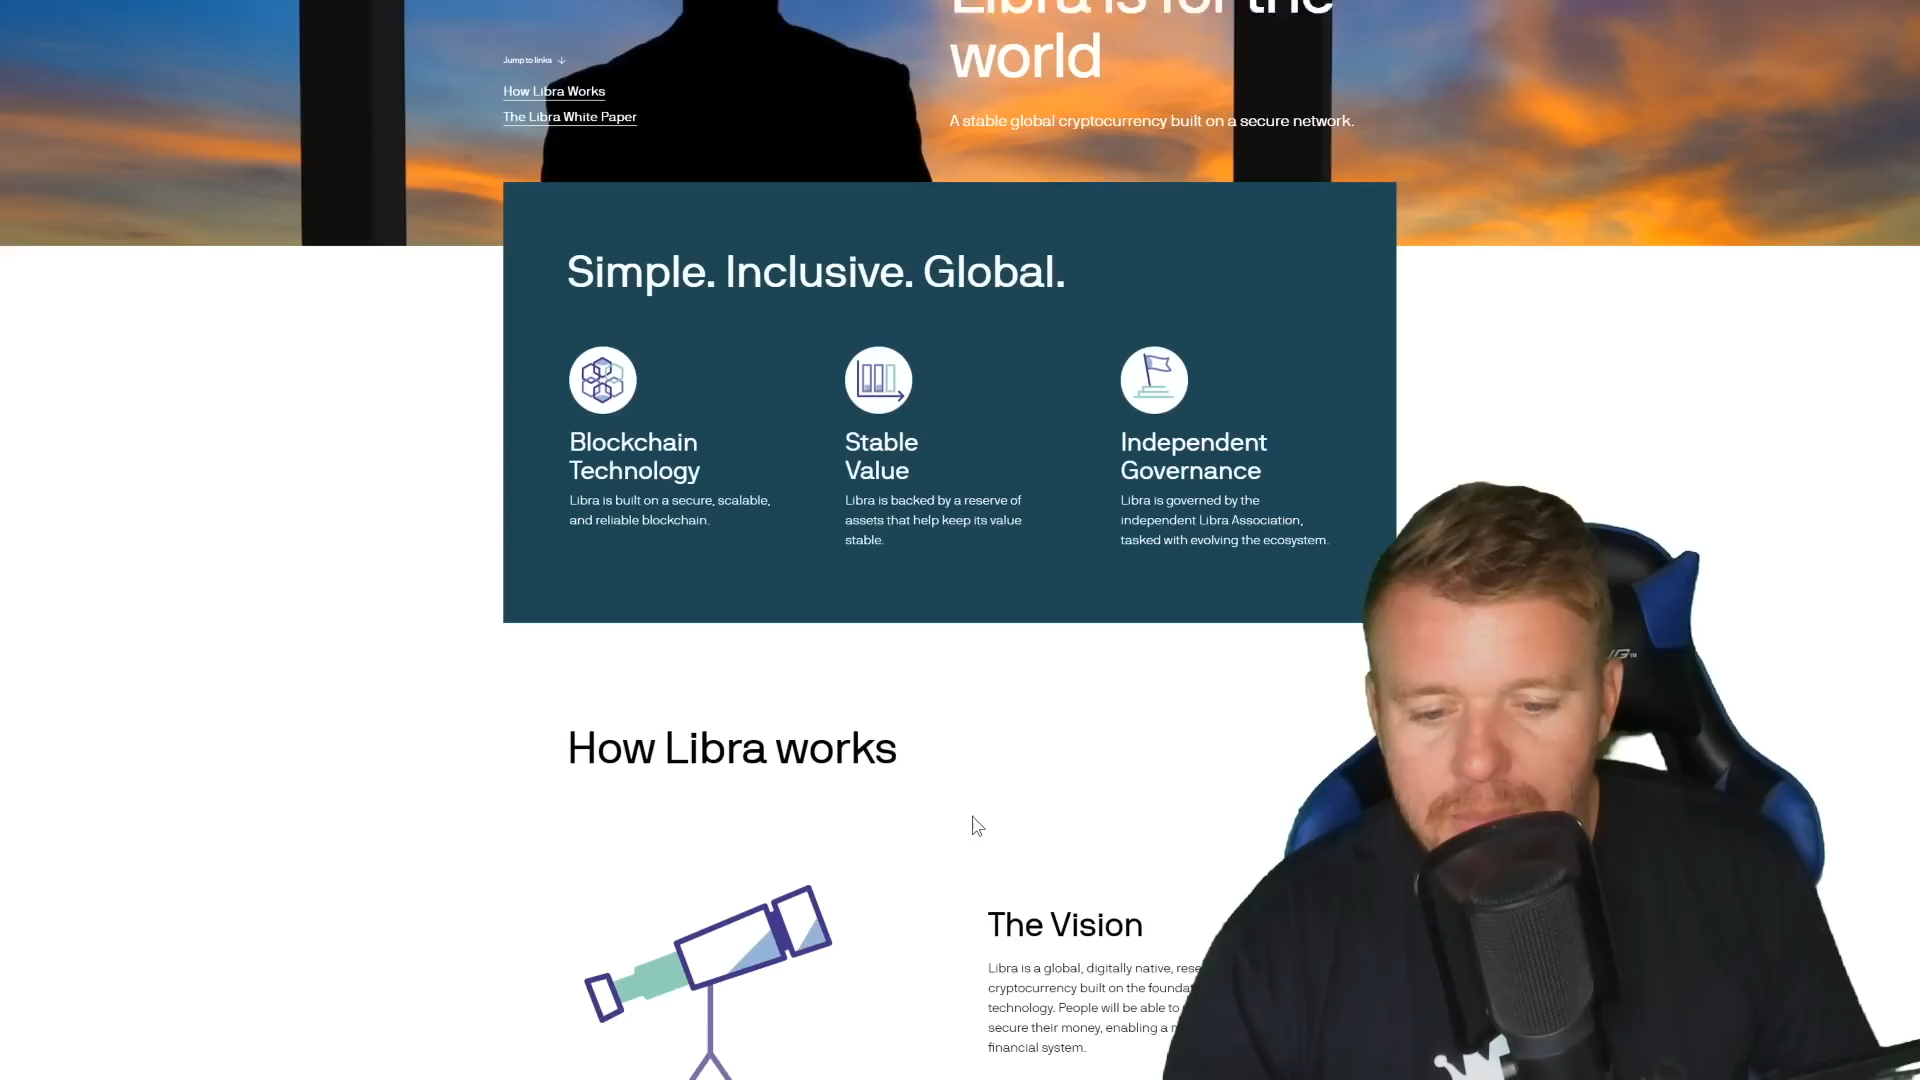 Libra is for the
world
Jump to links
How Libra Works
The Libra White Paper
A stable global cryptocurrency built on a secure network.
Simple. Inclusive. Global.
Blockchain
Technology
Libra is built on a secure, scalable,
and reliable blockchain.
Stable
Value
Libra is backed by a reserve of
assets that help keep its value
stable.
Independent
Governance
Libra is governed by the
independent Libra Association,
tasked with evolving the ecosystem.
How Libra works
The Vision
Libra is a global, digitally native,
cryptocurrency built on the
technology. People will be able to
secure their money, enabling a
financial system.